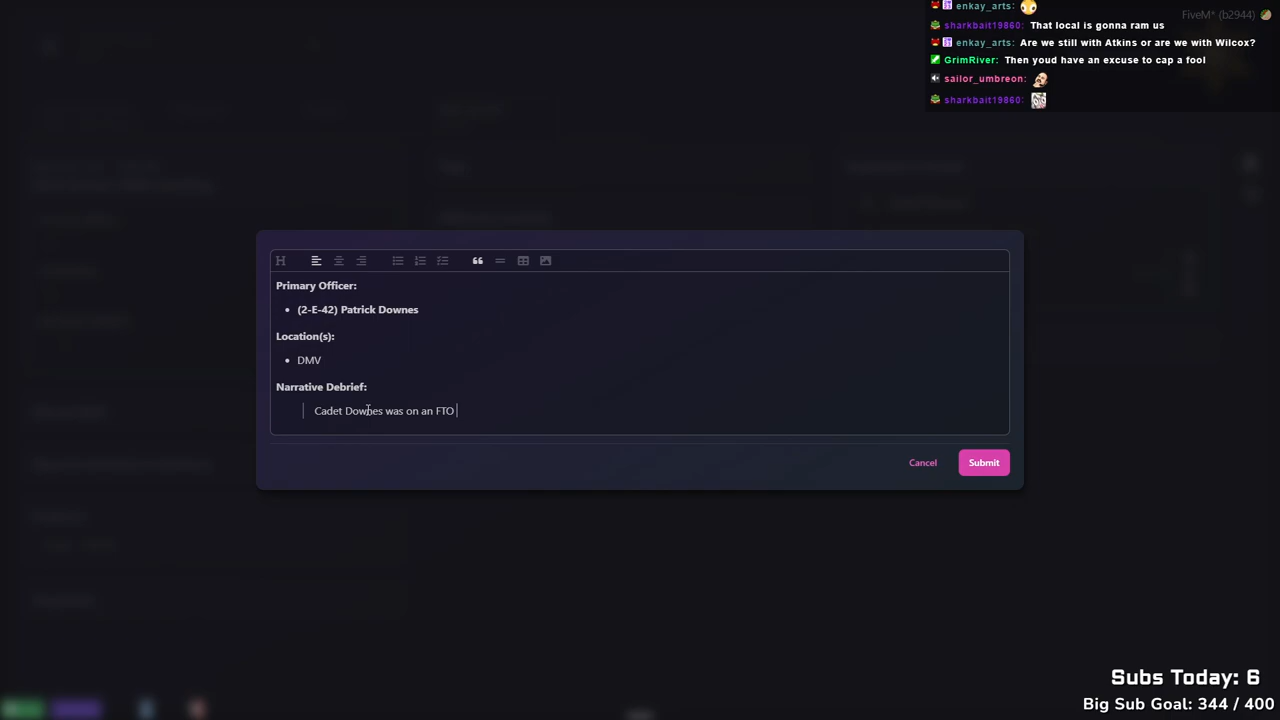 enkay_arts:
FiveM* (b2944)
sharkbait19860: That local is gonna ram us
enkay_arts: Are we still with Atkins or are we with Wilcox?
GrimRiver: Then youd have an excuse to cap a fool
sailor_umbreon:
sharkbait19860:
H
Primary Officer:
(2-E-42) Patrick Downes
Location(s):
DMV
Narrative Debrief:
Cadet Downes was on an FTO
Cancel
Submit
Subs Today: 6
Big Sub Goal: 344 / 400